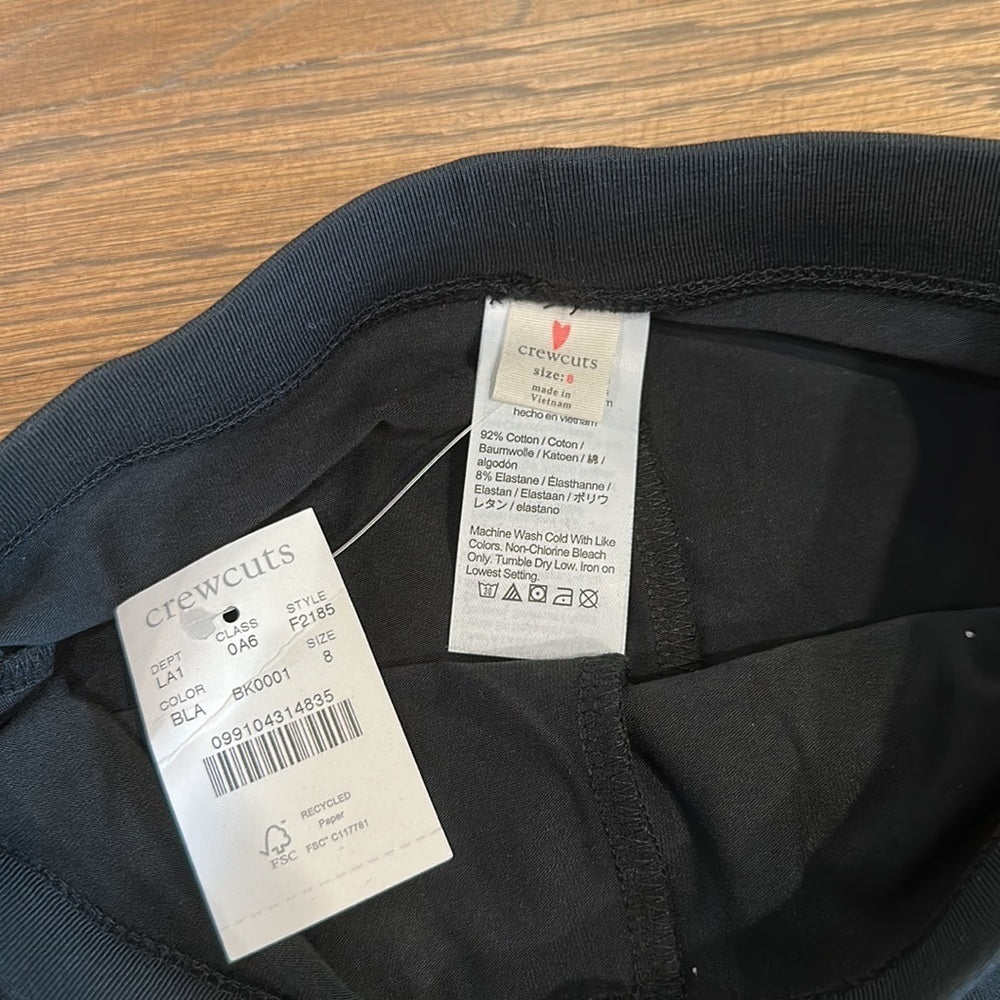 crewcuts
size: 8
made in
Vietnam
m
hecho en vietnam
92% Cotton / Coton /
Baumwolle / Katoen / 綿 /
algodón
8% Elastane / Élasthanne /
Elastan / Elastaan / ポリウ
レタン / elastano
Machine Wash Cold With Like
Colors. Non-Chlorine Bleach
Only. Tumble Dry Low. Iron on
Lowest Setting.
30
crewcuts
DEPT CLASS STYLE
LA1 0A6 F2185
COLOR SIZE
BLA BK0001 8
099104314835
RECYCLED
Paper
FSC FSC® C117781